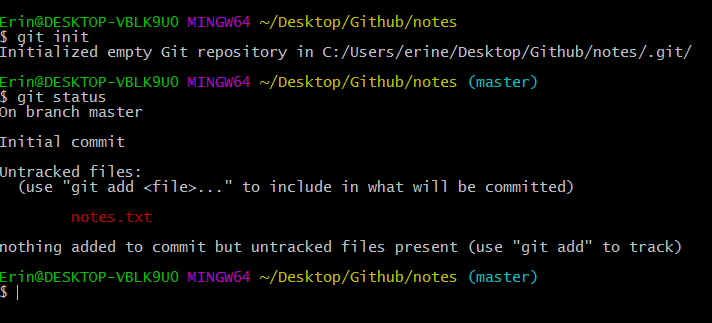 Erin@DESKTOP-VBLK9UO MINGW64 ~/Desktop/Github/notes
$ git init
Initialized empty Git repository in C:/Users/erine/Desktop/Github/notes/.git/
Erin@DESKTOP-VBLK9UO MINGW64 ~/Desktop/Github/notes (master)
$ git status
On branch master
Initial commit
Untracked files:
(use "git add <file>..." to include in what will be committed)
notes.txt
nothing added to commit but untracked files present (use "git add" to track)
Erin@DESKTOP-VBLK9UO MINGW64 ~/Desktop/Github/notes (master)
$